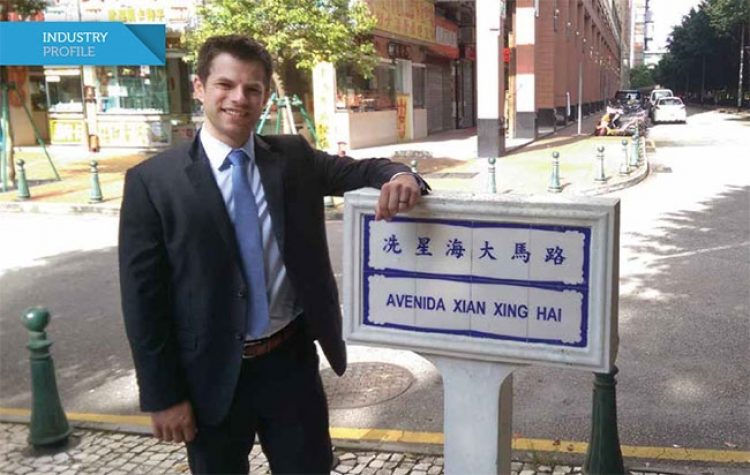 INDUSTRY
PROFILE
冼星海大馬路
AVENIDA XIAN XING HAI